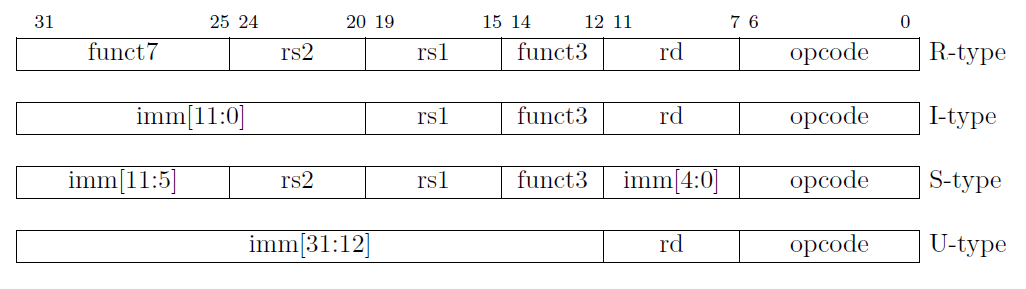 31 25 24 20 19 15 14 12 11 7 6 0
funct7 rs2 rs1 funct3 rd opcode R-type
imm[11:0] rs1 funct3 rd opcode I-type
imm[11:5] rs2 rs1 funct3 imm[4:0] opcode S-type
imm[31:12] rd opcode U-type